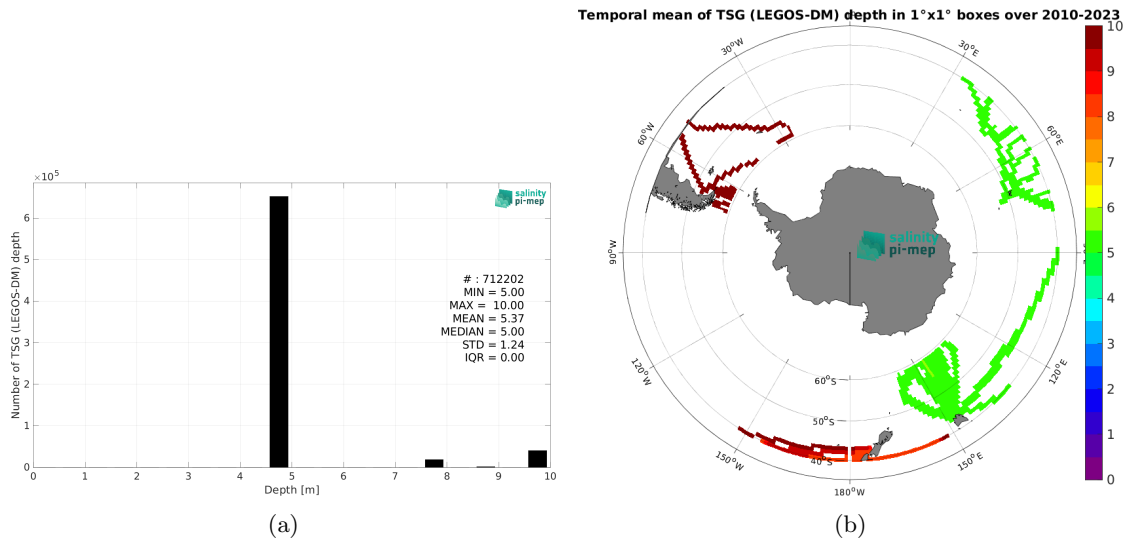 Temporal mean of TSG (LEGOS-DM) depth in 1°x1° boxes over 2010-2023
×10⁵
6
5
4
3
2
1
0
Number of TSG (LEGOS-DM) depth
0 1 2 3 4 5 6 7 8 9 10
Depth [m]
salinity
pi-mep
# : 712202
MIN = 5.00
MAX = 10.00
MEAN = 5.37
MEDIAN = 5.00
STD = 1.24
IQR = 0.00
(a)
30°W
30°E
60°W
60°E
90°W
salinity
pi-mep
120°W
120°E
60°S
50°S
40°S
150°W
150°E
180°W
10
9
8
7
6
5
4
3
2
1
0
(b)